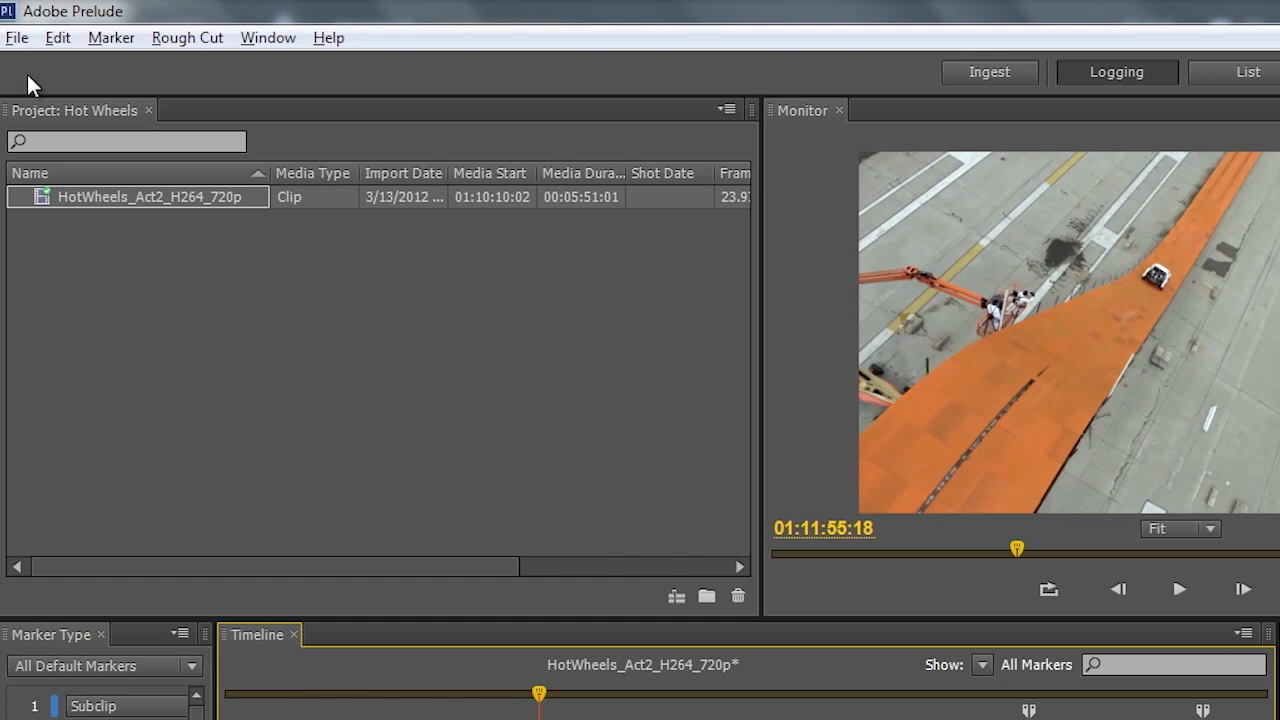 Pl Adobe Prelude
File Edit Marker Rough Cut Window Help
Ingest Logging List
Project: Hot Wheels
Monitor
Name Media Type Import Date Media Start Media Dura... Shot Date Fram
HotWheels_Act2_H264_720p Clip 3/13/2012 ... 01:10:10:02 00:05:51:01 23.9
01:11:55:18 Fit
Marker Type Timeline
All Default Markers HotWheels_Act2_H264_720p* Show: All Markers
1 Subclip